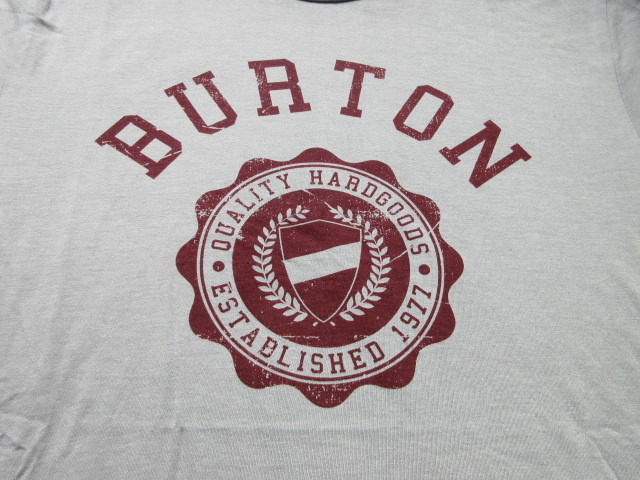 BURTON
QUALITY HARDGOODS
ESTABLISHED 1977